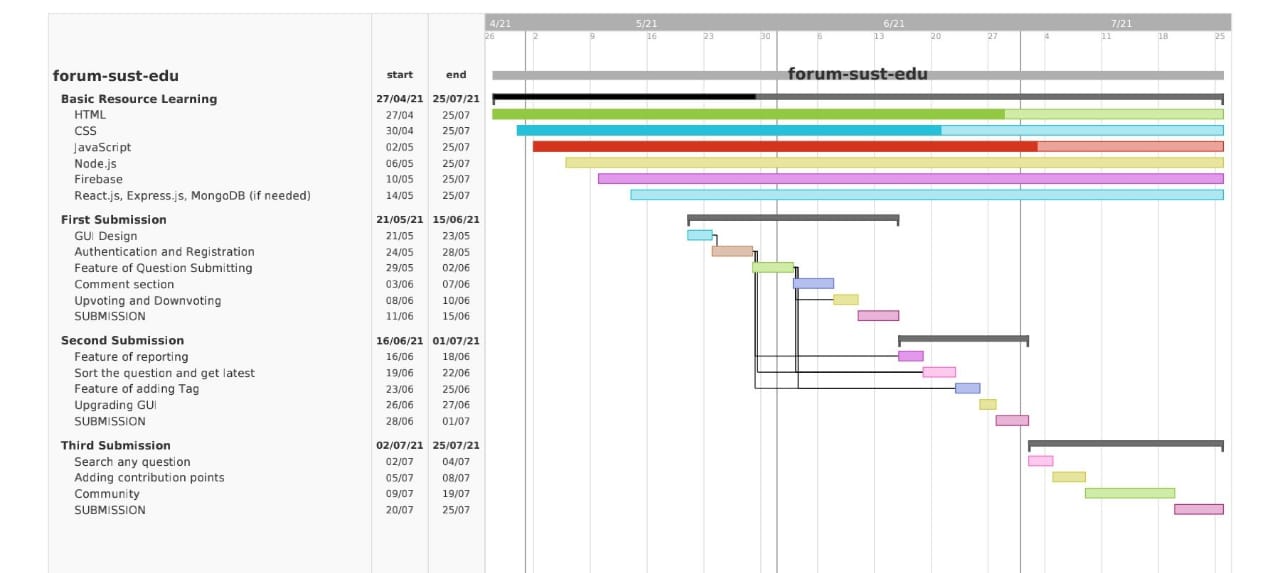 4/21 5/21 6/21 7/21
26 2 9 16 23 30 6 13 20 27 4 11 18 25
forum-sust-edu start end forum-sust-edu
Basic Resource Learning 27/04/21 25/07/21
HTML 27/04 25/07
CSS 30/04 25/07
JavaScript 02/05 25/07
Node.js 06/05 25/07
Firebase 10/05 25/07
React.js, Express.js, MongoDB (if needed) 14/05 25/07
First Submission 21/05/21 15/06/21
GUI Design 21/05 23/05
Authentication and Registration 24/05 28/05
Feature of Question Submitting 29/05 02/06
Comment section 03/06 07/06
Upvoting and Downvoting 08/06 10/06
SUBMISSION 11/06 15/06
Second Submission 16/06/21 01/07/21
Feature of reporting 16/06 18/06
Sort the question and get latest 19/06 22/06
Feature of adding Tag 23/06 25/06
Upgrading GUI 26/06 27/06
SUBMISSION 28/06 01/07
Third Submission 02/07/21 25/07/21
Search any question 02/07 04/07
Adding contribution points 05/07 08/07
Community 09/07 19/07
SUBMISSION 20/07 25/07